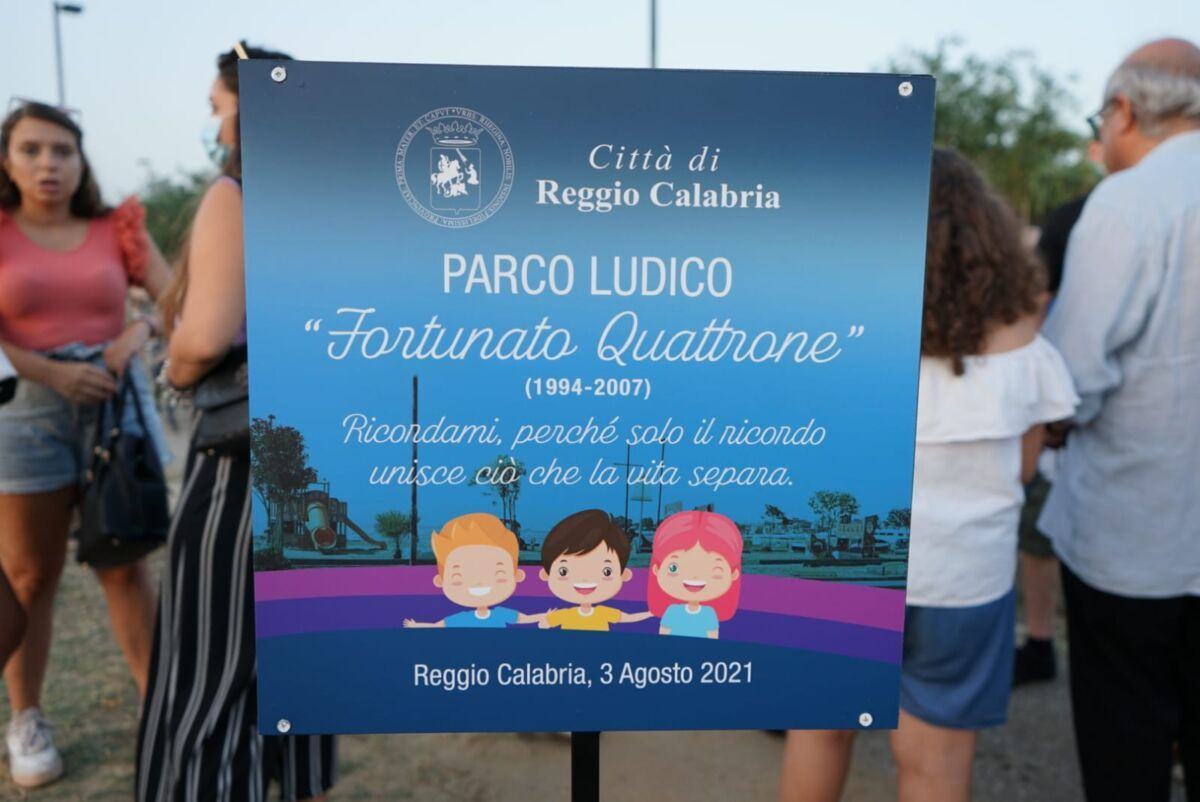 Città di
Reggio Calabria
PARCO LUDICO
“Fortunato Quattrone”
(1994-2007)
Ricordami, perché solo il ricordo
unisce ciò che la vita separa.
Reggio Calabria, 3 Agosto 2021